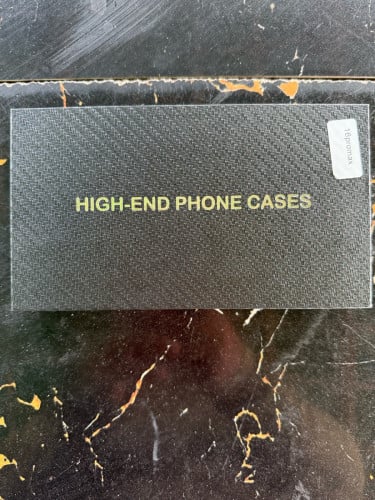 HIGH-END PHONE CASES
16promax